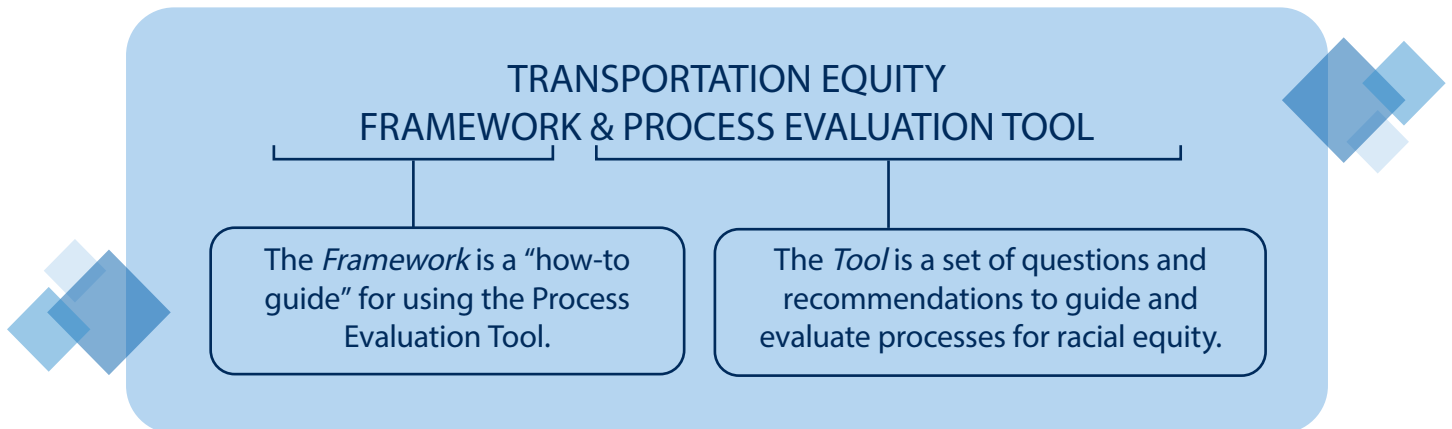 TRANSPORTATION EQUITY
FRAMEWORK & PROCESS EVALUATION TOOL
The Framework is a “how-to
guide” for using the Process
Evaluation Tool.
The Tool is a set of questions and
recommendations to guide and
evaluate processes for racial equity.